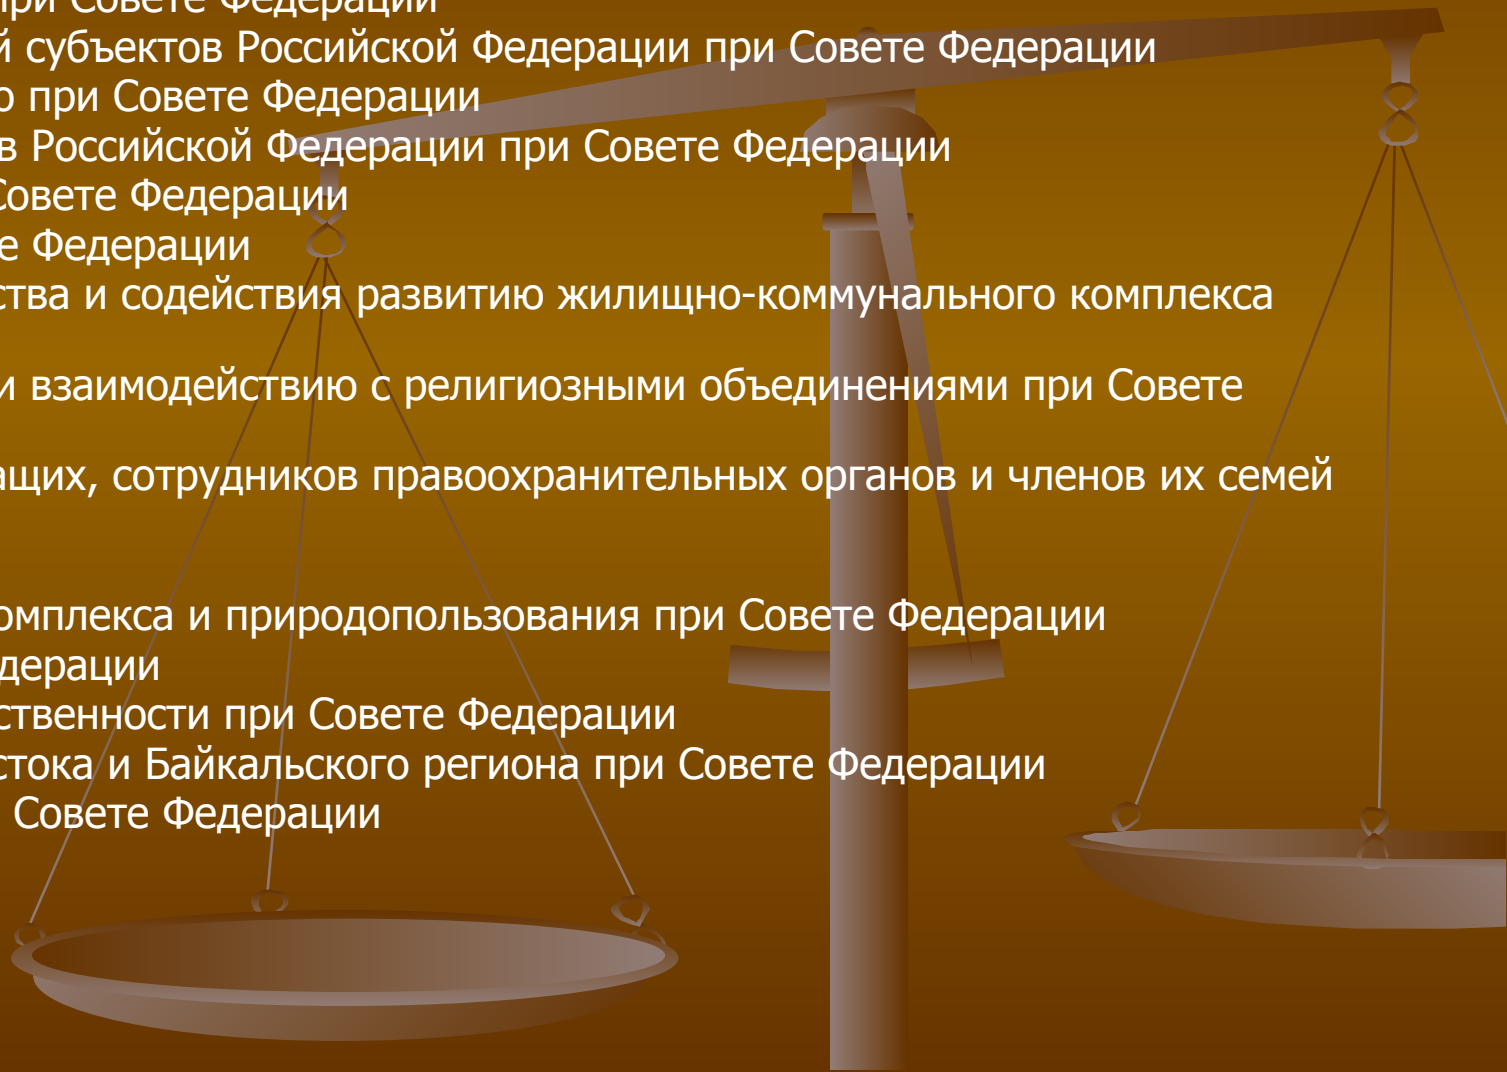 при Совете Федерации
й субъектов Российской Федерации при Совете Федерации
о при Совете Федерации
в Российской Федерации при Совете Федерации
Совете Федерации
е Федерации
ства и содействия развитию жилищно-коммунального комплекса
и взаимодействию с религиозными объединениями при Совете
ащих, сотрудников правоохранительных органов и членов их семей
омплекса и природопользования при Совете Федерации
дерации
ственности при Совете Федерации
стока и Байкальского региона при Совете Федерации
Совете Федерации